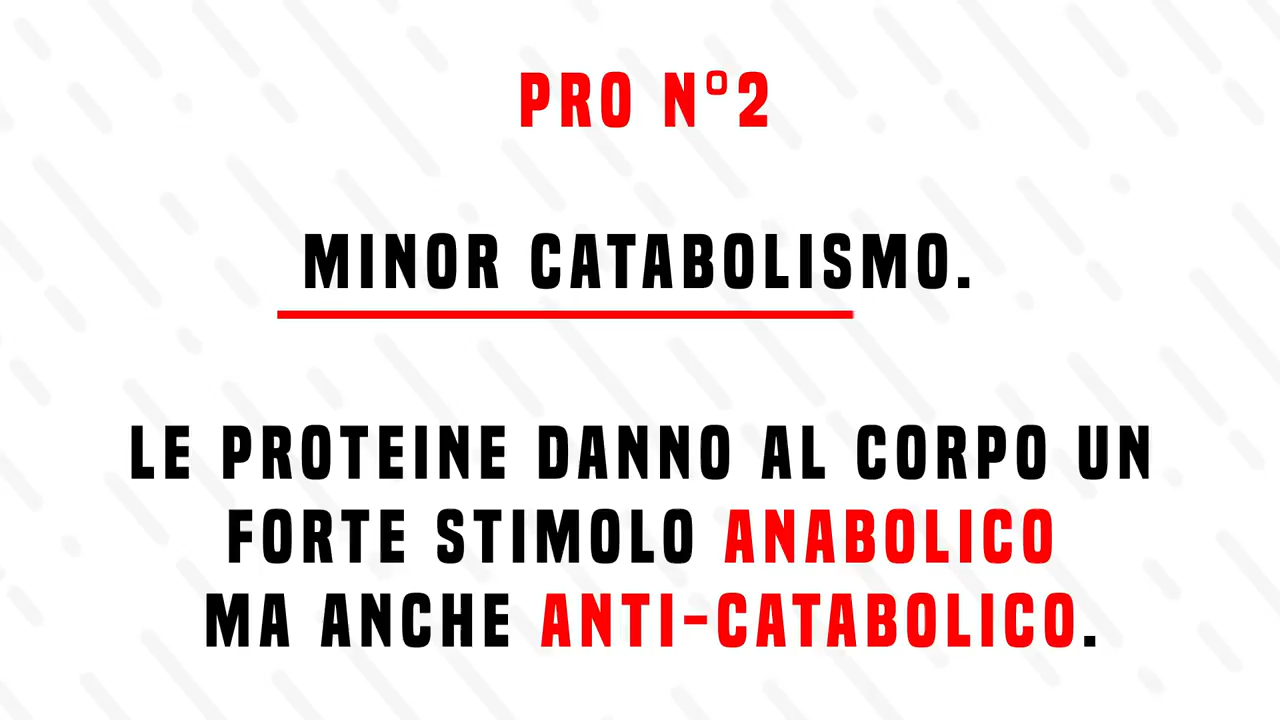 PRO N°2
MINOR CATABOLISMO.
LE PROTEINE DANNO AL CORPO UN
FORTE STIMOLO ANABOLICO
MA ANCHE ANTI-CATABOLICO.